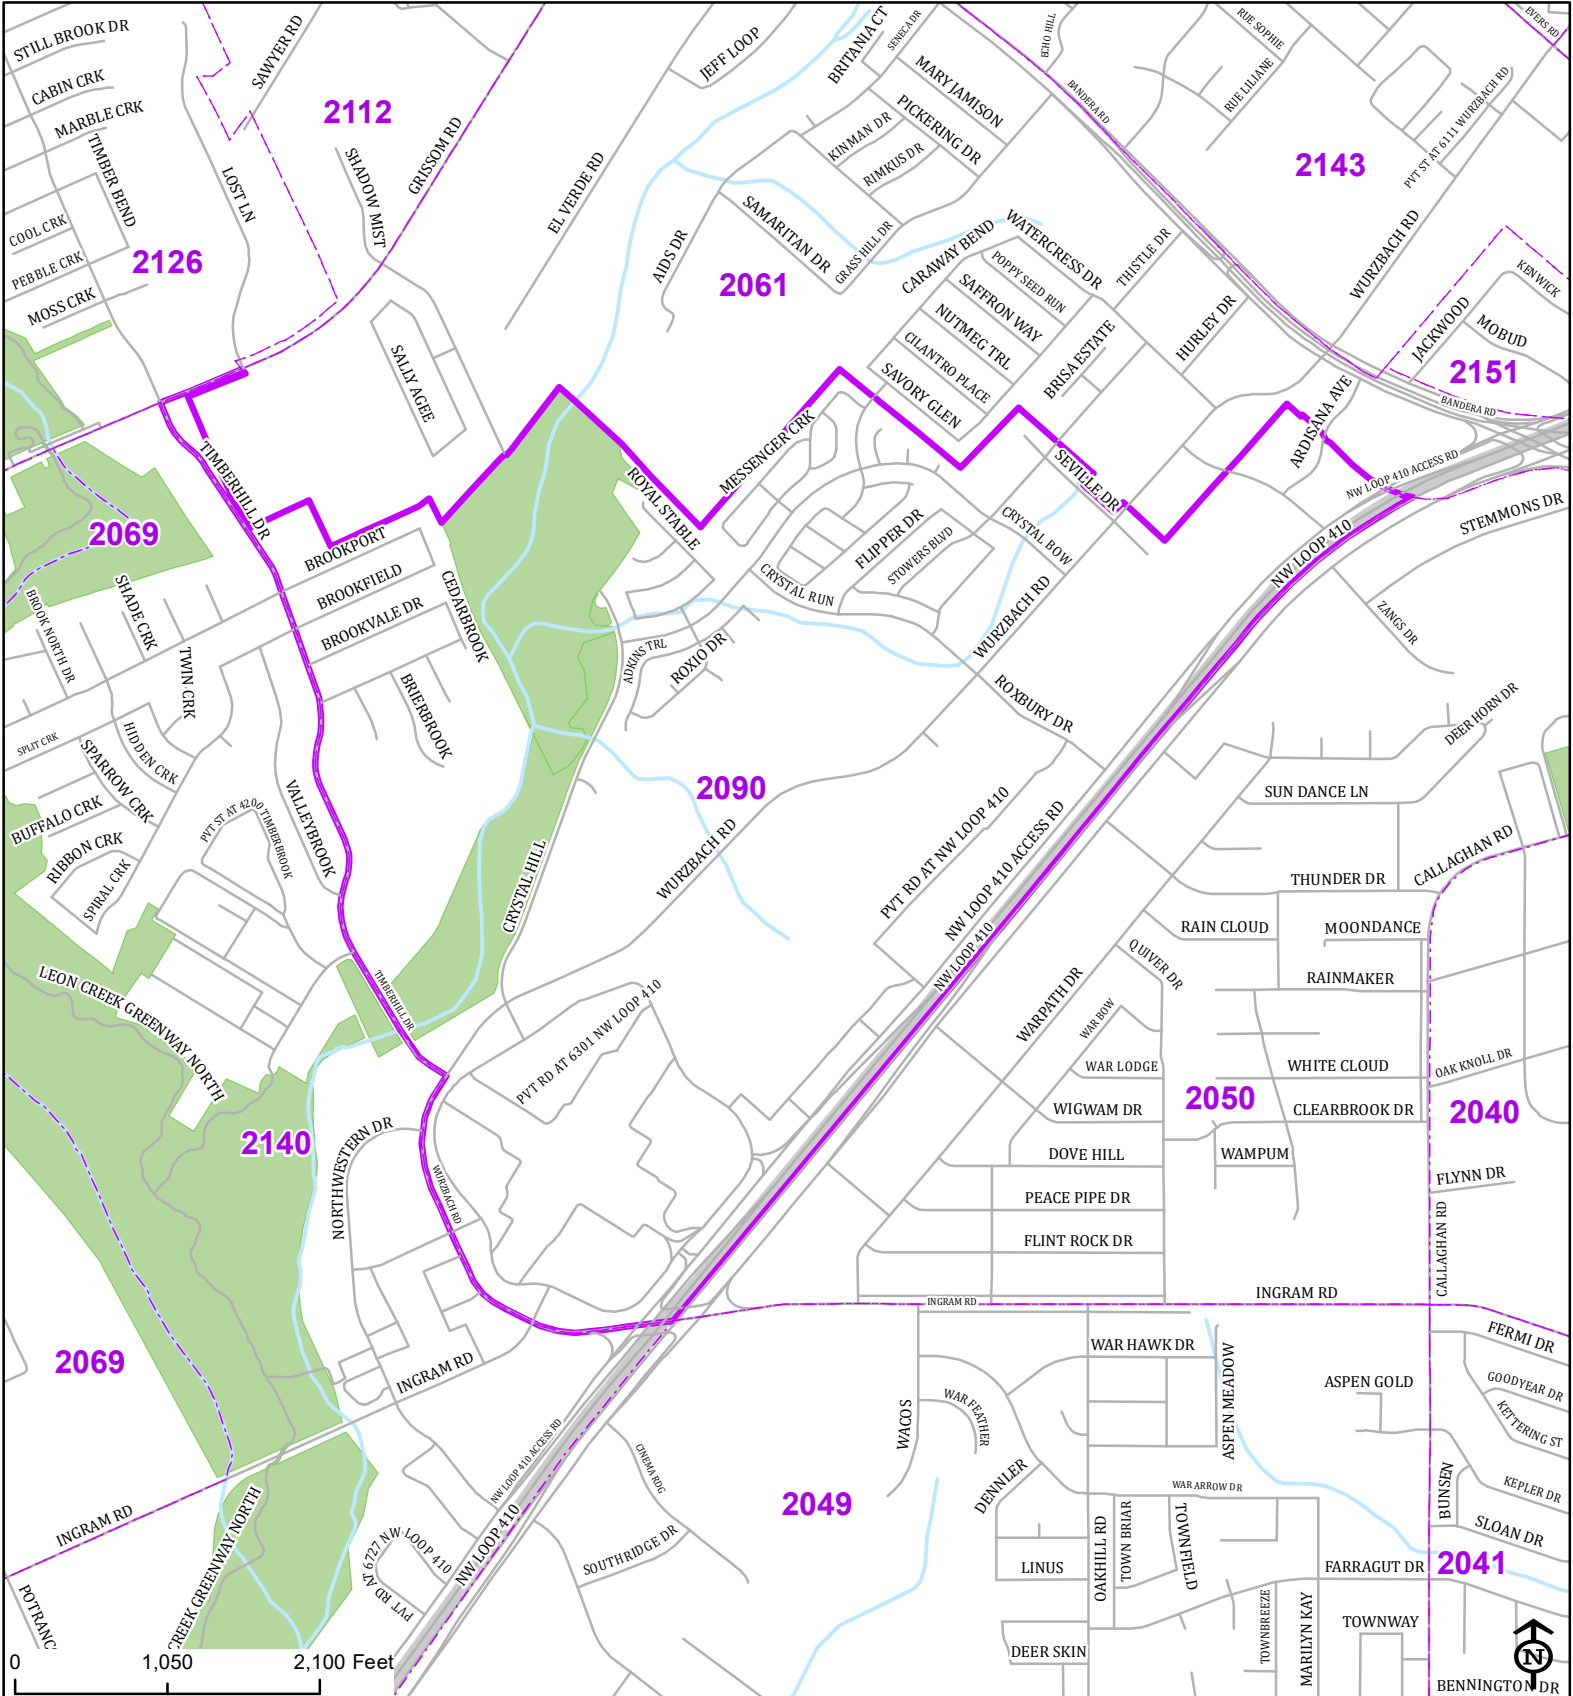 STILL BROOK DR
SAWYER RD
CABIN CRK
MARBLE CRK
TIMBER BEND
2112
LOST LN
SHADOW MIST
GRISSOM RD
COOL CRK
PEBBLE CRK
MOSS CRK
2126
JEFF LOOP
BRITANIA CT
SENECA DR
MARY JAMISON
PICKERING DR
KINMAN DR
RIMKUS DR
EL VERDE RD
AIDS DR
SAMARITAN DR
GRASS HILL DR
2061
ECHO HILL
BANDERA RD
RUE SOPHIE
RUE LILIANE
EVERS RD
PVT ST AT 6111 WURZBACH RD
2143
WURZBACH RD
CARAWAY BEND
WATERCRESS DR
POPPY SEED RUN
SAFFRON WAY
NUTMEG TRL
CILANTRO PLACE
SAVORY GLEN
THISTLE DR
BRISA ESTATE
HURLEY DR
KENWICK
JACKWOOD
MOBUD
2151
BANDERA RD
ARDISANA AVE
SALLY AGEE
TIMBERHILL DR
MESSENGER CRK
ROYAL STABLE
SEVILLE DR
NW LOOP 410 ACCESS RD
NW LOOP 410
STEMMONS DR
ZANGS DR
2069
BROOKPORT
BROOKFIELD
BROOKVALE DR
CEDARBROOK
BRIERBROOK
BROOK NORTH DR
SHADE CRK
TWIN CRK
FLIPPER DR
STOWERS BLVD
CRYSTAL BOW
CRYSTAL RUN
WURZBACH RD
ADKINS TRL
ROXIO DR
ROXBURY DR
SPLIT CRK
HIDDEN CRK
SPARROW CRK
BUFFALO CRK
RIBBON CRK
SPIRAL CRK
PVT ST AT 4200 TIMBERBROOK
VALLEYBROOK
2090
DEER HORN DR
SUN DANCE LN
WURZBACH RD
CRYSTAL HILL
PVT RD AT NW LOOP 410
NW LOOP 410 ACCESS RD
NW LOOP 410
CALLAGHAN RD
THUNDER DR
RAIN CLOUD
MOONDANCE
QUIVER DR
RAINMAKER
WARPATH DR
WAR BOW
LEON CREEK GREENWAY NORTH
TIMBERHILL DR
PVT RD AT 6301 NW LOOP 410
WAR LODGE
WHITE CLOUD
OAK KNOLL DR
2050
2040
WIGWAM DR
CLEARBROOK DR
2140
NORTHWESTERN DR
WURZBACH RD
DOVE HILL
WAMPUM
FLYNN DR
PEACE PIPE DR
FLINT ROCK DR
CALLAGHAN RD
INGRAM RD
INGRAM RD
FERMI DR
2069
INGRAM RD
WAR HAWK DR
ASPEN MEADOW
ASPEN GOLD
GOODYEAR DR
KETTERING ST
WACOS
WAR FEATHER
NW LOOP 410 ACCESS RD
CINEMA RDG
DENNLER
WAR ARROW DR
BUNSEN
KEPLER DR
2049
INGRAM RD
CREEK GREENWAY NORTH
PVT RD AT 6727 NW LOOP 410
NW LOOP 410
SOUTHRIDGE DR
LINUS
OAKHILL RD
TOWN BRIAR
TOWNFIELD
SLOAN DR
FARRAGUT DR
2041
POTRANC
TOWNBREEZE
MARILYN KAY
TOWNWAY
DEER SKIN
BENNINGTON DR
N
0 1,050 2,100 Feet